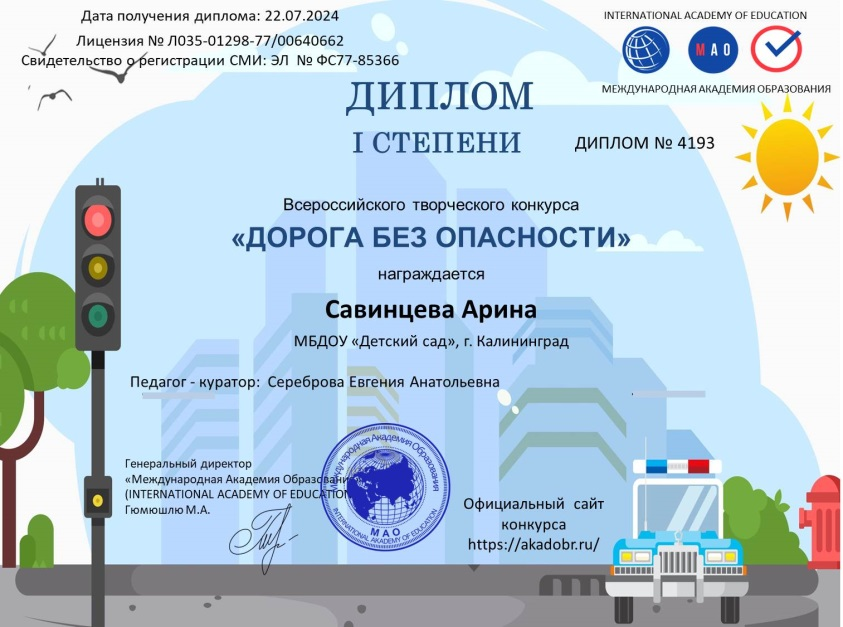 Дата получения диплома: 22.07.2024
Лицензия № Л035-01298-77/00640662
Свидетельство о регистрации СМИ: ЭЛ № ФС77-85366
INTERNATIONAL ACADEMY OF EDUCATION
МАО
МЕЖДУНАРОДНАЯ АКАДЕМИЯ ОБРАЗОВАНИЯ
ДИПЛОМ
I СТЕПЕНИ
ДИПЛОМ № 4193
Всероссийского творческого конкурса
«ДОРОГА БЕЗ ОПАСНОСТИ»
награждается
Савинцева Арина
МБДОУ «Детский сад», г. Калининград
Педагог - куратор: Сереброва Евгения Анатольевна
Генеральный директор
«Международная Академия Образования»
(INTERNATIONAL ACADEMY OF EDUCATION
Гюмюшлю М.А.
Международная Академия Образования
МАО
INTERNATIONAL ACADEMY OF EDUCATION
Официальный сайт
конкурса
https://akadobr.ru/